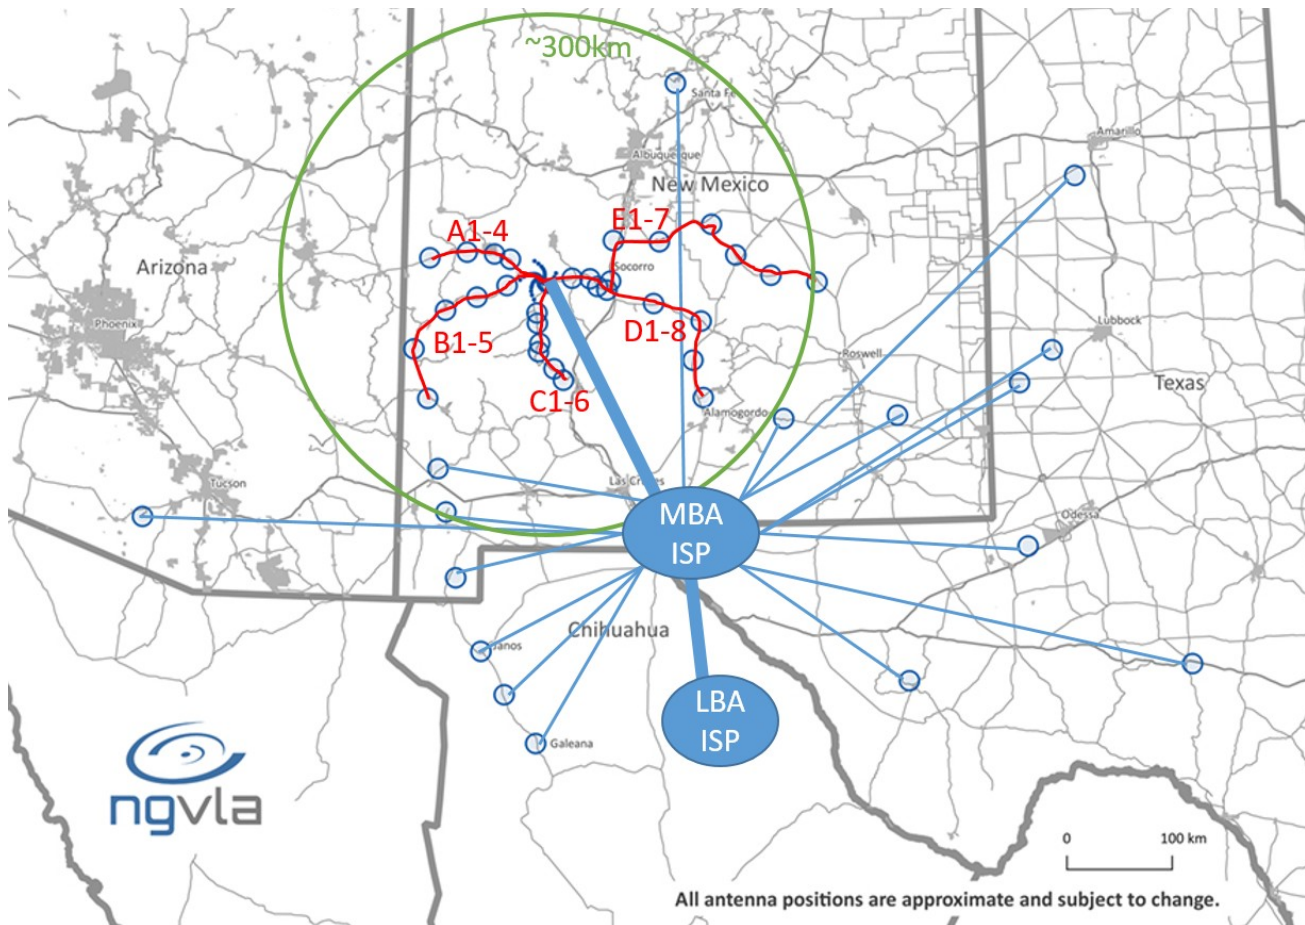 ~300km
Santa Fe
Amarillo
Albuquerque
New Mexico
E1-7
A1-4
Arizona
Socorro
Phoenix
B1-5
D1-8
Lubbock
Roswell
Texas
C1-6
Alamogordo
Las Cruces
Tucson
MBA
ISP
Odessa
Chihuahua
Janos
LBA
ISP
Galeana
ngvla
0 100 km
All antenna positions are approximate and subject to change.